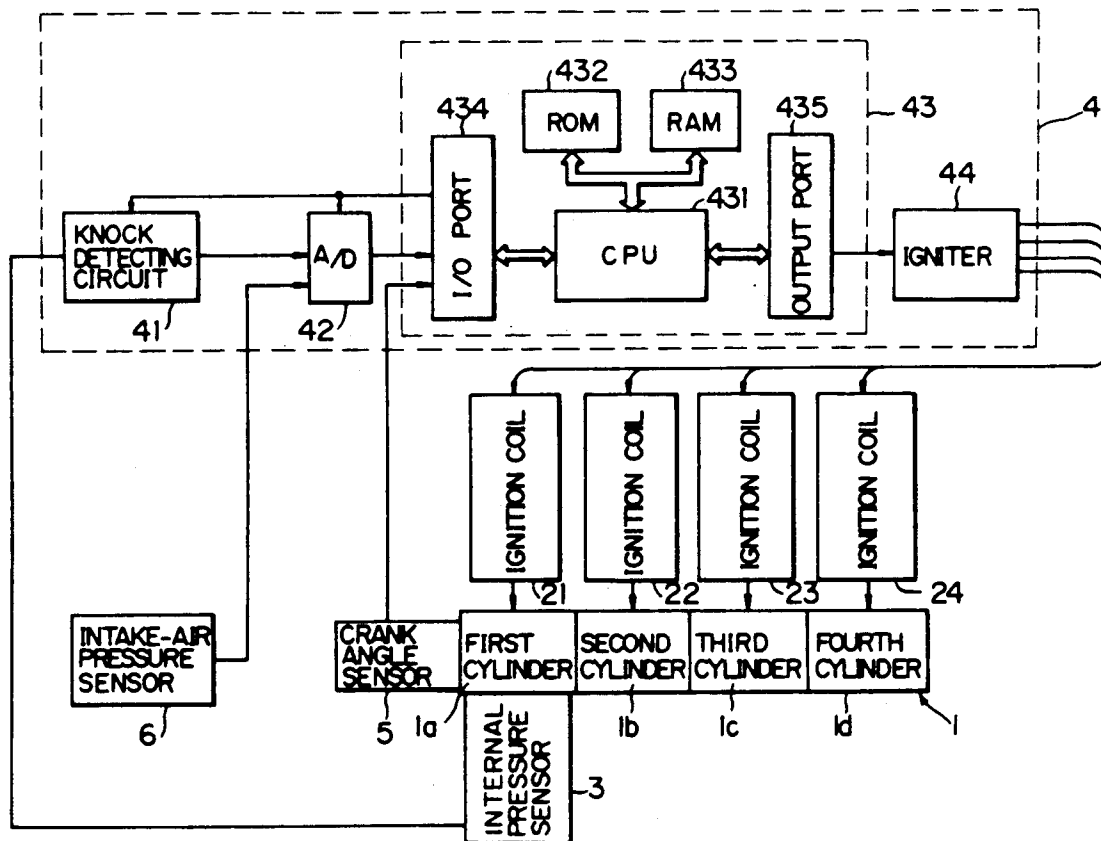 432
433
434
435
43
4
ROM
RAM
44
I/O PORT
431
OUTPUT PORT
KNOCK
DETECTING
CIRCUIT
A/D
CPU
IGNITER
41
42
IGNITION COIL
IGNITION COIL
IGNITION COIL
IGNITION COIL
21
22
23
24
INTAKE-AIR
PRESSURE
SENSOR
CRANK
ANGLE
SENSOR
FIRST
CYLINDER
SECOND
CYLINDER
THIRD
CYLINDER
FOURTH
CYLINDER
6
5
1a
1b
1c
1d
1
INTERNAL
PRESSURE
SENSOR
3